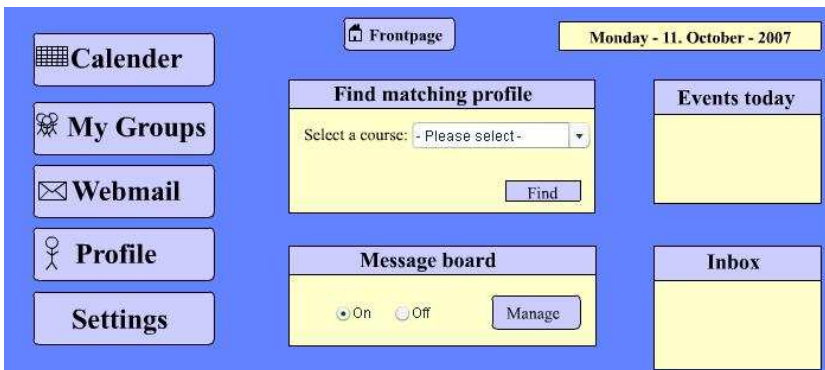 Calender
My Groups
Webmail
Profile
Settings
Frontpage
Monday - 11. October - 2007
Find matching profile
Select a course: - Please select -
Find
Message board
On Off
Manage
Events today
Inbox